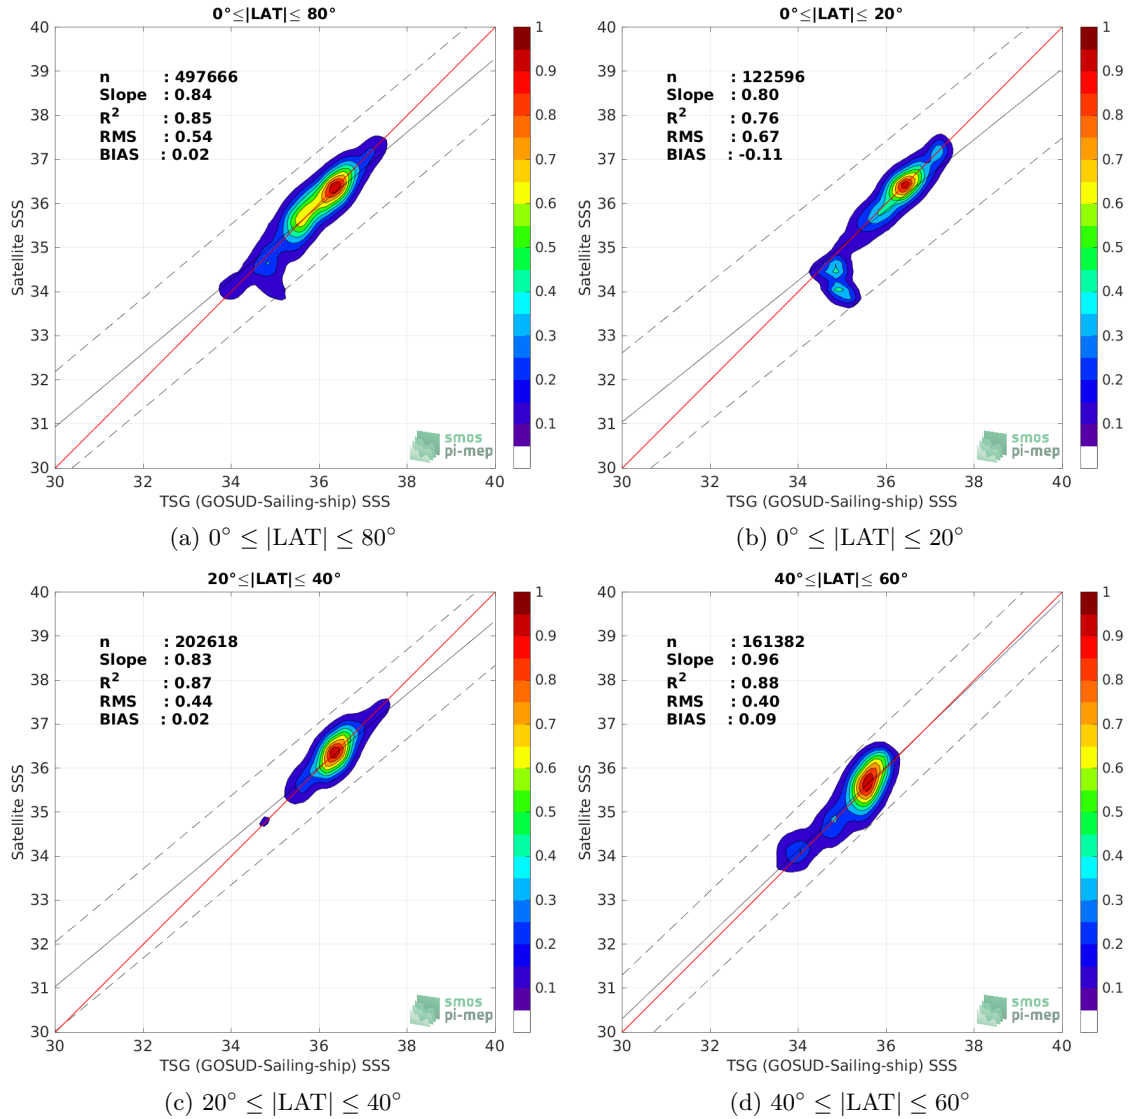 0°≤|LAT|≤ 80°
n : 497666
Slope : 0.84
R² : 0.85
RMS : 0.54
BIAS : 0.02
Satellite SSS
40
39
38
37
36
35
34
33
32
31
30
30 32 34 36 38 40
TSG (GOSUD-Sailing-ship) SSS
1
0.9
0.8
0.7
0.6
0.5
0.4
0.3
0.2
0.1
smos
pi-mep
(a) 0° ≤ |LAT| ≤ 80°
0°≤|LAT|≤ 20°
n : 122596
Slope : 0.80
R² : 0.76
RMS : 0.67
BIAS : -0.11
Satellite SSS
40
39
38
37
36
35
34
33
32
31
30
30 32 34 36 38 40
TSG (GOSUD-Sailing-ship) SSS
1
0.9
0.8
0.7
0.6
0.5
0.4
0.3
0.2
0.1
smos
pi-mep
(b) 0° ≤ |LAT| ≤ 20°
20°≤|LAT|≤ 40°
n : 202618
Slope : 0.83
R² : 0.87
RMS : 0.44
BIAS : 0.02
Satellite SSS
40
39
38
37
36
35
34
33
32
31
30
30 32 34 36 38 40
TSG (GOSUD-Sailing-ship) SSS
1
0.9
0.8
0.7
0.6
0.5
0.4
0.3
0.2
0.1
smos
pi-mep
(c) 20° ≤ |LAT| ≤ 40°
40°≤|LAT|≤ 60°
n : 161382
Slope : 0.96
R² : 0.88
RMS : 0.40
BIAS : 0.09
Satellite SSS
40
39
38
37
36
35
34
33
32
31
30
30 32 34 36 38 40
TSG (GOSUD-Sailing-ship) SSS
1
0.9
0.8
0.7
0.6
0.5
0.4
0.3
0.2
0.1
smos
pi-mep
(d) 40° ≤ |LAT| ≤ 60°